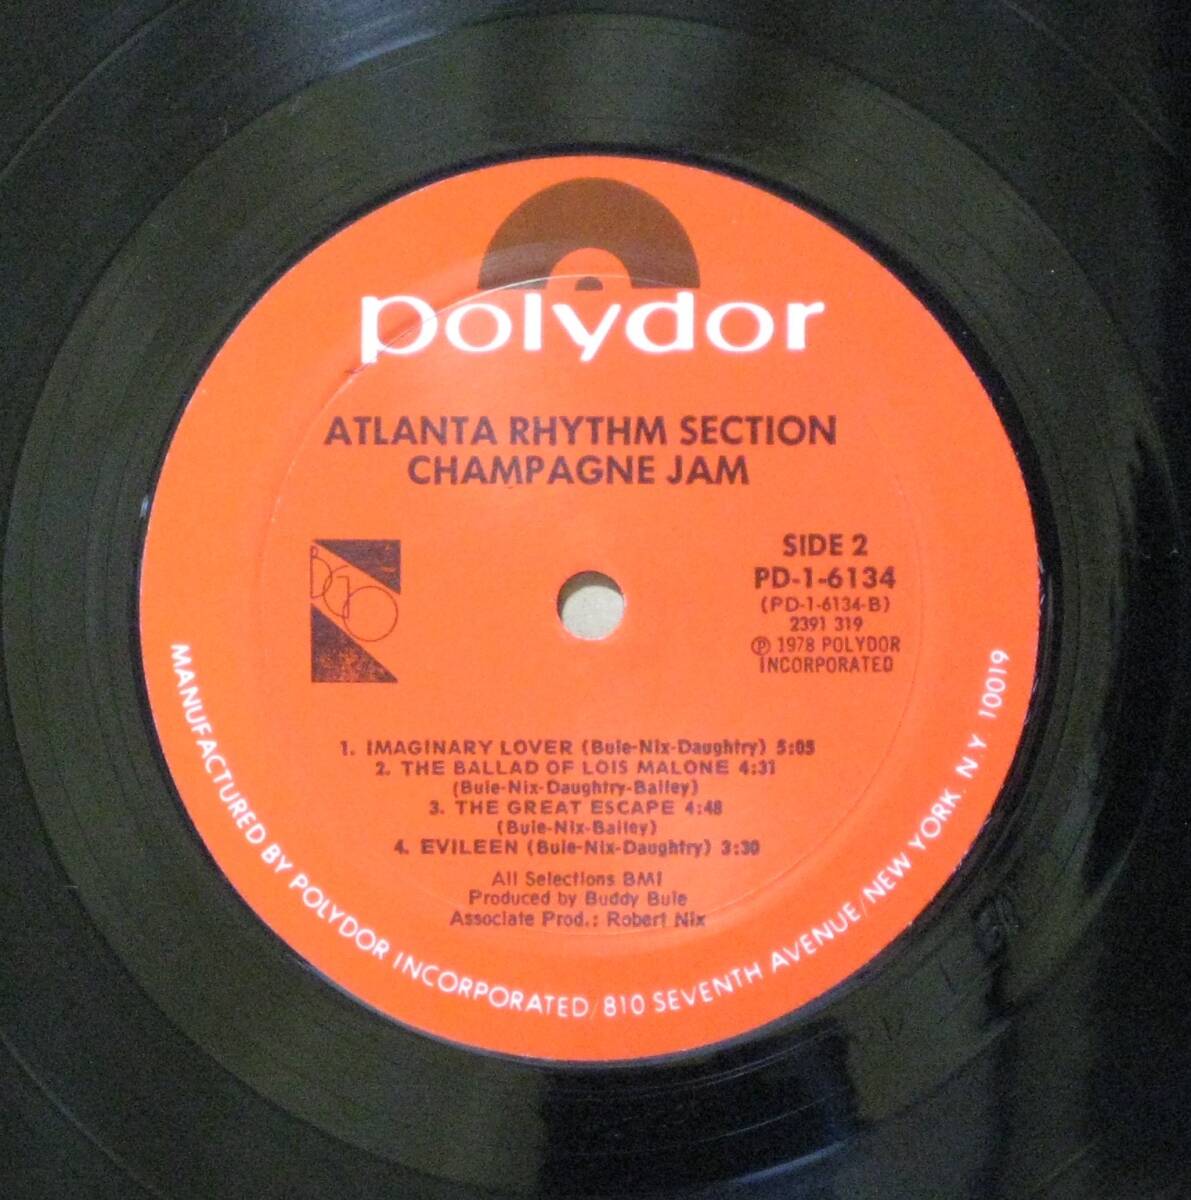 polydor
ATLANTA RHYTHM SECTION
CHAMPAGNE JAM
BGO
SIDE 2
PD-1-6134
(PD-1-6134-B)
2391 319
Ⓟ 1978 POLYDOR
INCORPORATED
1. IMAGINARY LOVER (Buie-Nix-Daughtry) 5:05
2. THE BALLAD OF LOIS MALONE 4:31
(Buie-Nix-Daughtry-Bailey)
3. THE GREAT ESCAPE 4:48
(Buie-Nix-Bailey)
4. EVILEEN (Buie-Nix-Daughtry) 3:30
All Selections BMI
Produced by Buddy Buie
Associate Prod.: Robert Nix
MANUFACTURED BY POLYDOR INCORPORATED/810 SEVENTH AVENUE/NEW YORK. N.Y 10019